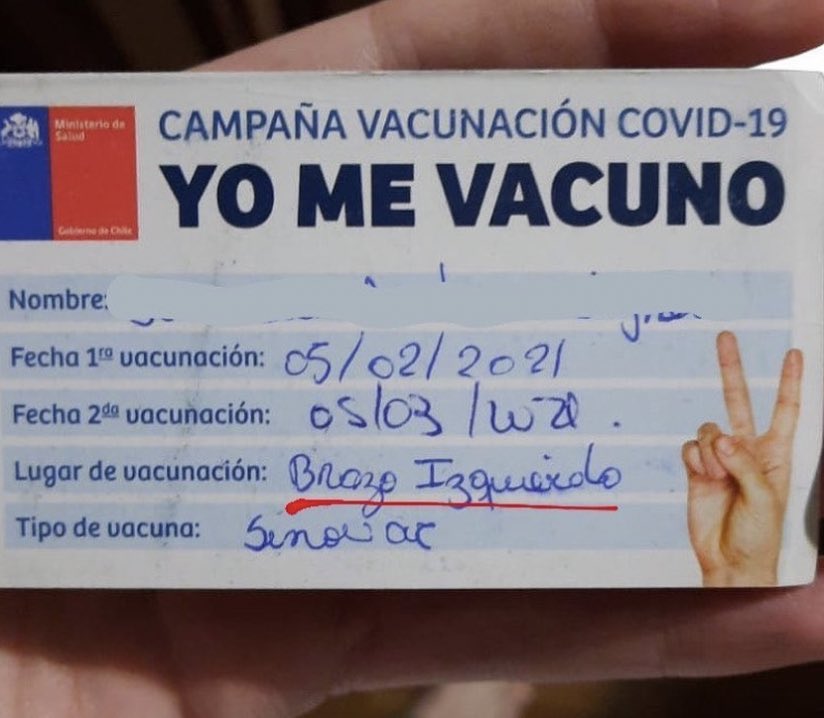 Ministerio de
Salud
Gobierno de Chile
CAMPAÑA VACUNACIÓN COVID-19
YO ME VACUNO
Nombre:
Fecha 1ra vacunación: 05/02/2021
Fecha 2da vacunación: 05/03/2021.
Lugar de vacunación: Brazo Izquierdo
Tipo de vacuna: Sinovac